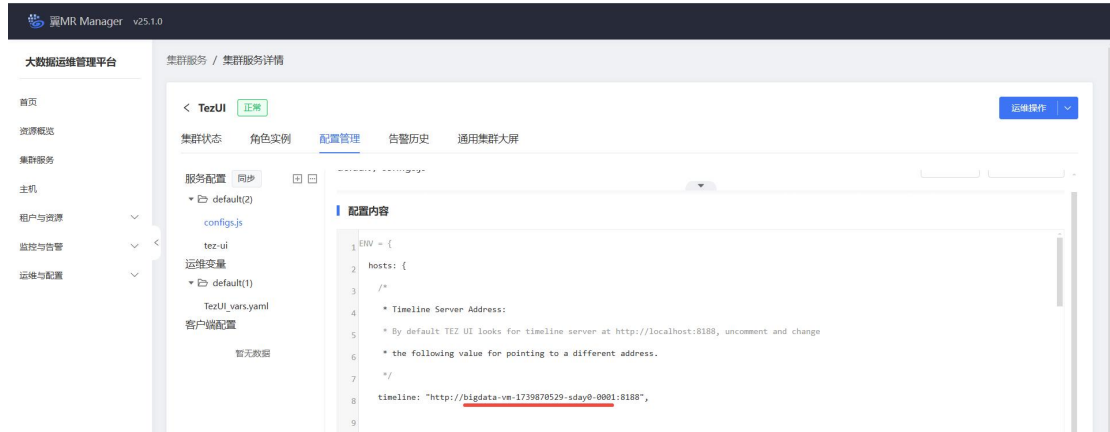 翼MR Manager v25.1.0
大数据运维管理平台
首页
资源概览
集群服务
主机
租户与资源
监控与告警
运维与配置
集群服务 / 集群服务详情
< TezUI 正常
运维操作
集群状态 角色实例 配置管理 告警历史 通用集群大屏
服务配置 同步
default(2)
configs.js
tez-ui
运维变量
default(1)
TezUI_vars.yaml
客户端配置
暂无数据
配置内容
1 ENV = {
2 hosts: {
3 /*
4 * Timeline Server Address:
5 * By default TEZ UI looks for timeline server at http://localhost:8188, uncomment and change
6 * the following value for pointing to a different address.
7 */
8 timeline: "http://bigdata-vm-1739870529-sday0-0001:8188",
9